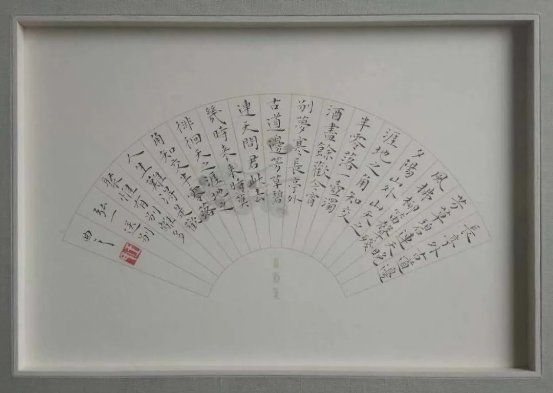 長亭外古道邊
芳草碧連天晚
風拂柳笛聲殘
夕陽山外山天之
涯地之角知交
半零落一壺濁
酒盡餘歡今宵
別夢寒長亭外
古道邊芳草碧
連天問君此去
幾時來來時莫
徘徊天之涯地之
角知交半零落
人生難得是歡
聚惟有別離多
弘一送別